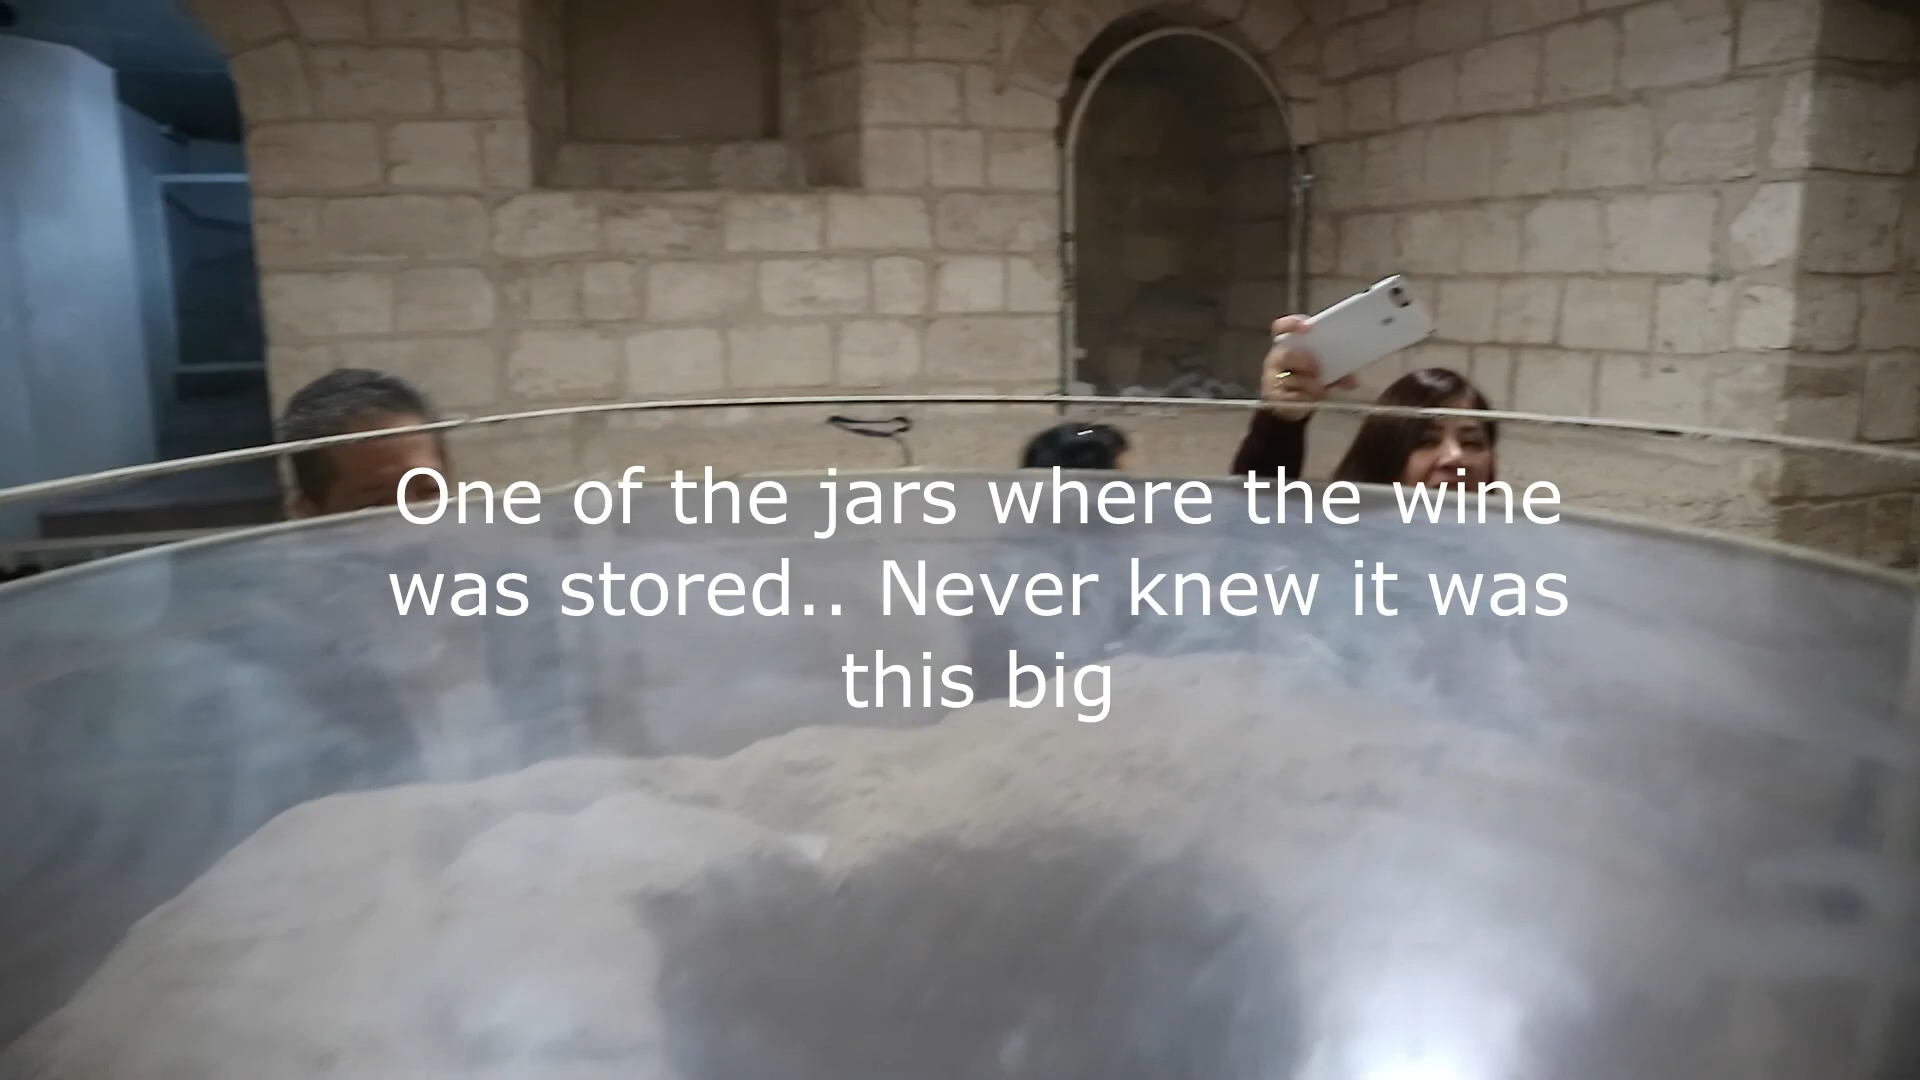 One of the jars where the wine
was stored.. Never knew it was
this big